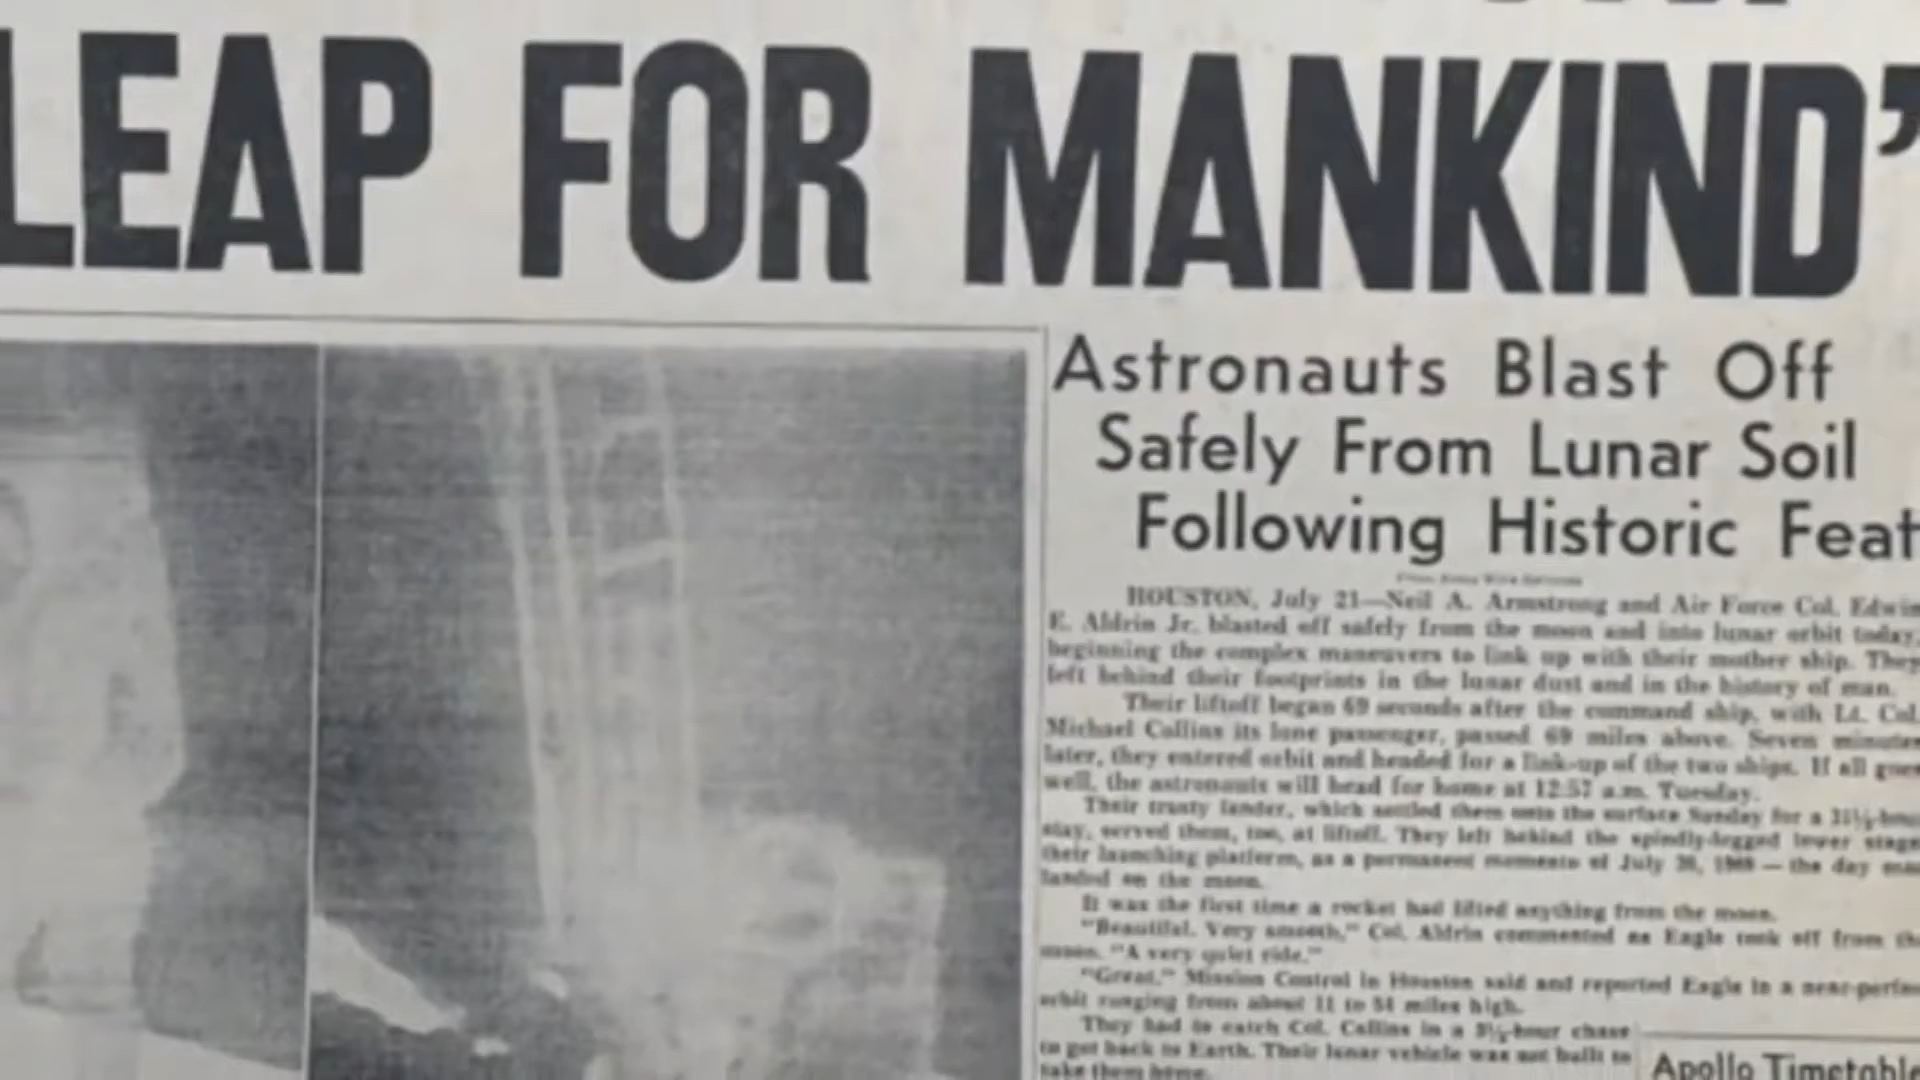 LEAP FOR MANKIND’
Astronauts Blast Off
Safely From Lunar Soil
Following Historic Feat
HOUSTON, July 21—Neil A. Armstrong and Air Force Col. Edwin
E. Aldrin Jr. blasted off safely from the moon and into lunar orbit today,
beginning the complex maneuvers to link up with their mother ship. They
left behind their footprints in the lunar dust and in the history of man.
Their liftoff began 69 seconds after the command ship, with Lt. Col.
Michael Collins its lone passenger, passed 69 miles above. Seven minutes
later, they entered orbit and headed for a link-up of the two ships. If all goes
well, the astronauts will head for home at 12:57 a.m. Tuesday.
Their trusty lander, which settled them onto the surface Sunday for a
stay, served them, too, at liftoff. They left behind the spindly-legged lower stage
their launching platform, as a permanent memento of July 20, 1969 — the day man
landed on the moon.
It was the first time a rocket had lifted anything from the moon.
"Beautiful. Very smooth," Col. Aldrin commented as Eagle took off from the
moon. "A very quiet ride."
"Great," Mission Control in Houston said and reported Eagle in a near-perfect
orbit ranging from about 11 to 54 miles high.
They had to catch Col. Collins in a 3½-hour chase
to get back to Earth. Their lunar vehicle was not built to
take them home.
Apollo Timetable